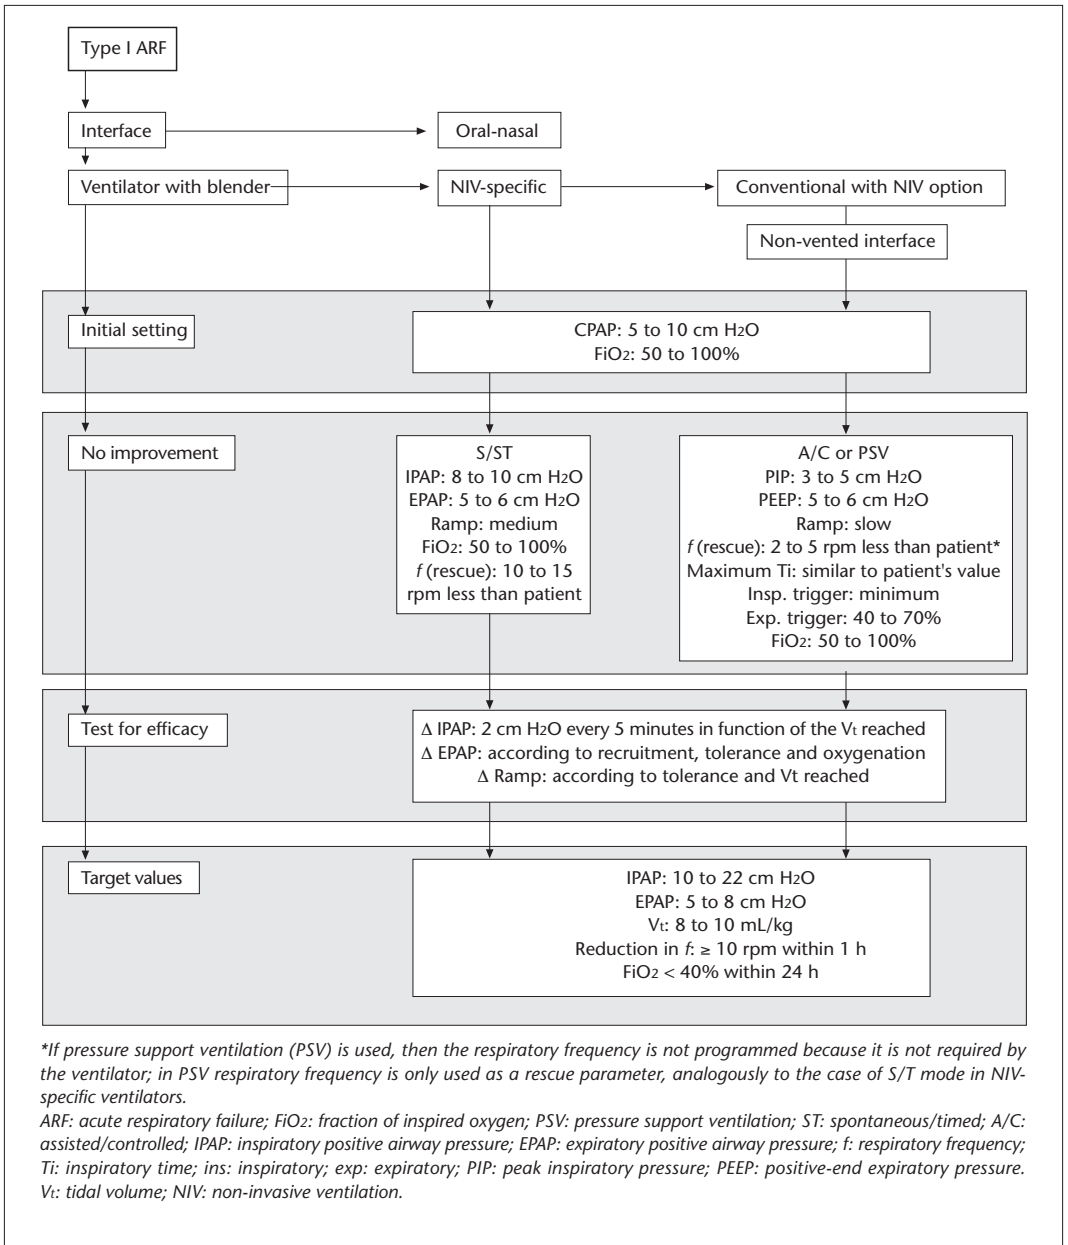 Type I ARF
Interface
Oral-nasal
Ventilator with blender
NIV-specific
Conventional with NIV option
Non-vented interface
Initial setting
CPAP: 5 to 10 cm H2O
FiO2: 50 to 100%
No improvement
S/ST
IPAP: 8 to 10 cm H2O
EPAP: 5 to 6 cm H2O
Ramp: medium
FiO2: 50 to 100%
f (rescue): 10 to 15
rpm less than patient
A/C or PSV
PIP: 3 to 5 cm H2O
PEEP: 5 to 6 cm H2O
Ramp: slow
f (rescue): 2 to 5 rpm less than patient*
Maximum Ti: similar to patient's value
Insp. trigger: minimum
Exp. trigger: 40 to 70%
FiO2: 50 to 100%
Test for efficacy
Δ IPAP: 2 cm H2O every 5 minutes in function of the Vt reached
Δ EPAP: according to recruitment, tolerance and oxygenation
Δ Ramp: according to tolerance and Vt reached
Target values
IPAP: 10 to 22 cm H2O
EPAP: 5 to 8 cm H2O
Vt: 8 to 10 mL/kg
Reduction in f: ≥ 10 rpm within 1 h
FiO2 < 40% within 24 h
*If pressure support ventilation (PSV) is used, then the respiratory frequency is not programmed because it is not required by
the ventilator; in PSV respiratory frequency is only used as a rescue parameter, analogously to the case of S/T mode in NIV-
specific ventilators.
ARF: acute respiratory failure; FiO2: fraction of inspired oxygen; PSV: pressure support ventilation; ST: spontaneous/timed; A/C:
assisted/controlled; IPAP: inspiratory positive airway pressure; EPAP: expiratory positive airway pressure; f: respiratory frequency;
Ti: inspiratory time; ins: inspiratory; exp: expiratory; PIP: peak inspiratory pressure; PEEP: positive-end expiratory pressure.
Vt: tidal volume; NIV: non-invasive ventilation.